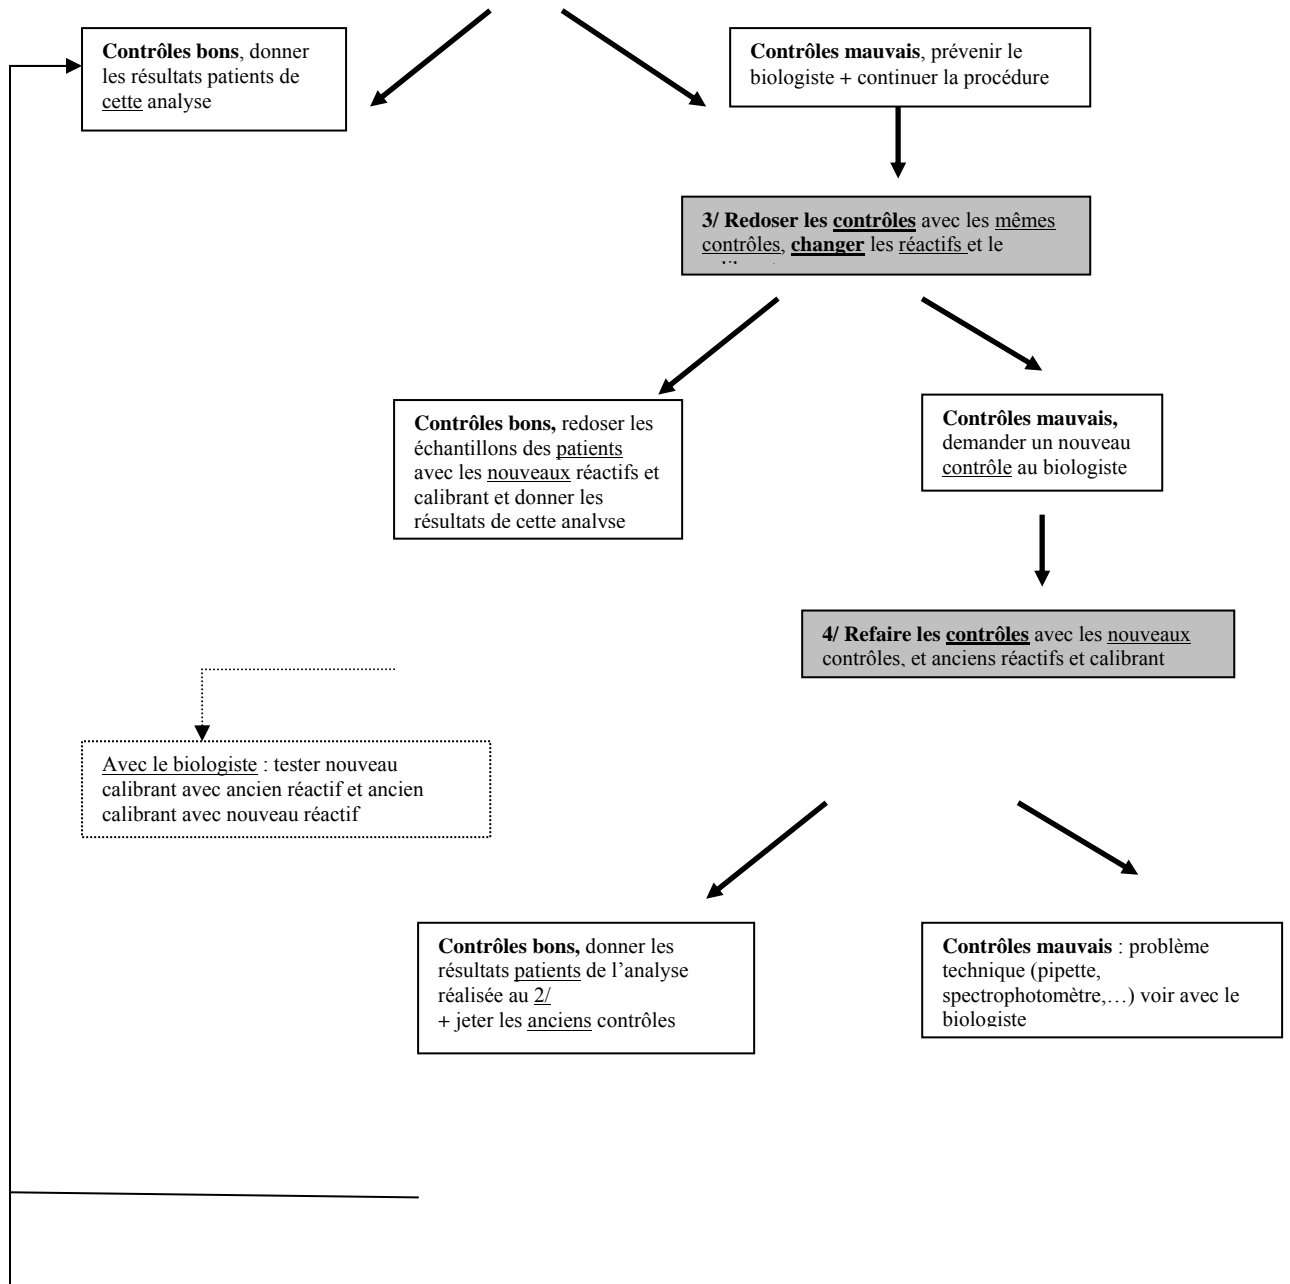 Contrôles bons, donner
les résultats patients de
cette analyse
Contrôles mauvais, prévenir le
biologiste + continuer la procédure
3/ Redoser les contrôles avec les mêmes
contrôles, changer les réactifs et le
Contrôles bons, redoser les
échantillons des patients
avec les nouveaux réactifs et
calibrant et donner les
résultats de cette analyse
Contrôles mauvais,
demander un nouveau
contrôle au biologiste
4/ Refaire les contrôles avec les nouveaux
contrôles, et anciens réactifs et calibrant
Avec le biologiste : tester nouveau
calibrant avec ancien réactif et ancien
calibrant avec nouveau réactif
Contrôles bons, donner les
résultats patients de l’analyse
réalisée au 2/
+ jeter les anciens contrôles
Contrôles mauvais : problème
technique (pipette,
spectrophotomètre,…) voir avec le
biologiste